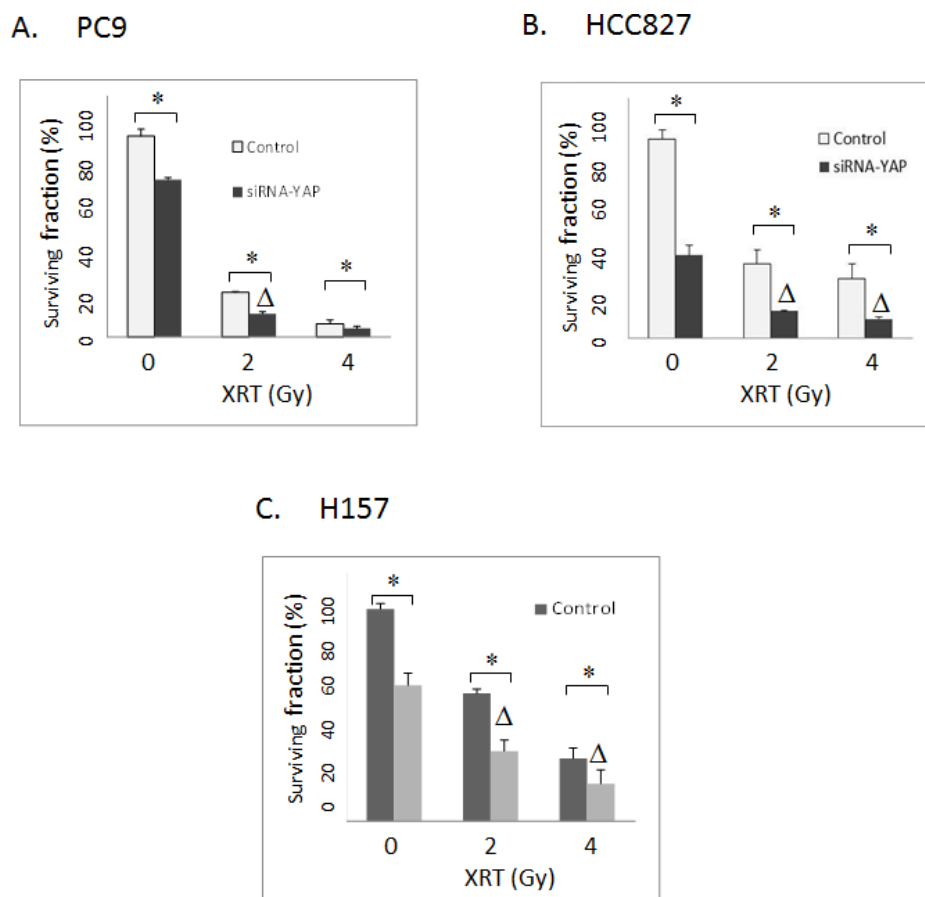 A. PC9
Surviving fraction (%)
100
80
60
40
20
0
*
*
*
Δ
Control
siRNA-YAP
0 2 4
XRT (Gy)
B. HCC827
Surviving fraction (%)
100
80
60
40
20
0
*
*
*
Δ
Δ
Control
siRNA-YAP
0 2 4
XRT (Gy)
C. H157
Surviving fraction (%)
100
80
60
40
20
0
*
*
*
Δ
Δ
Control
0 2 4
XRT (Gy)